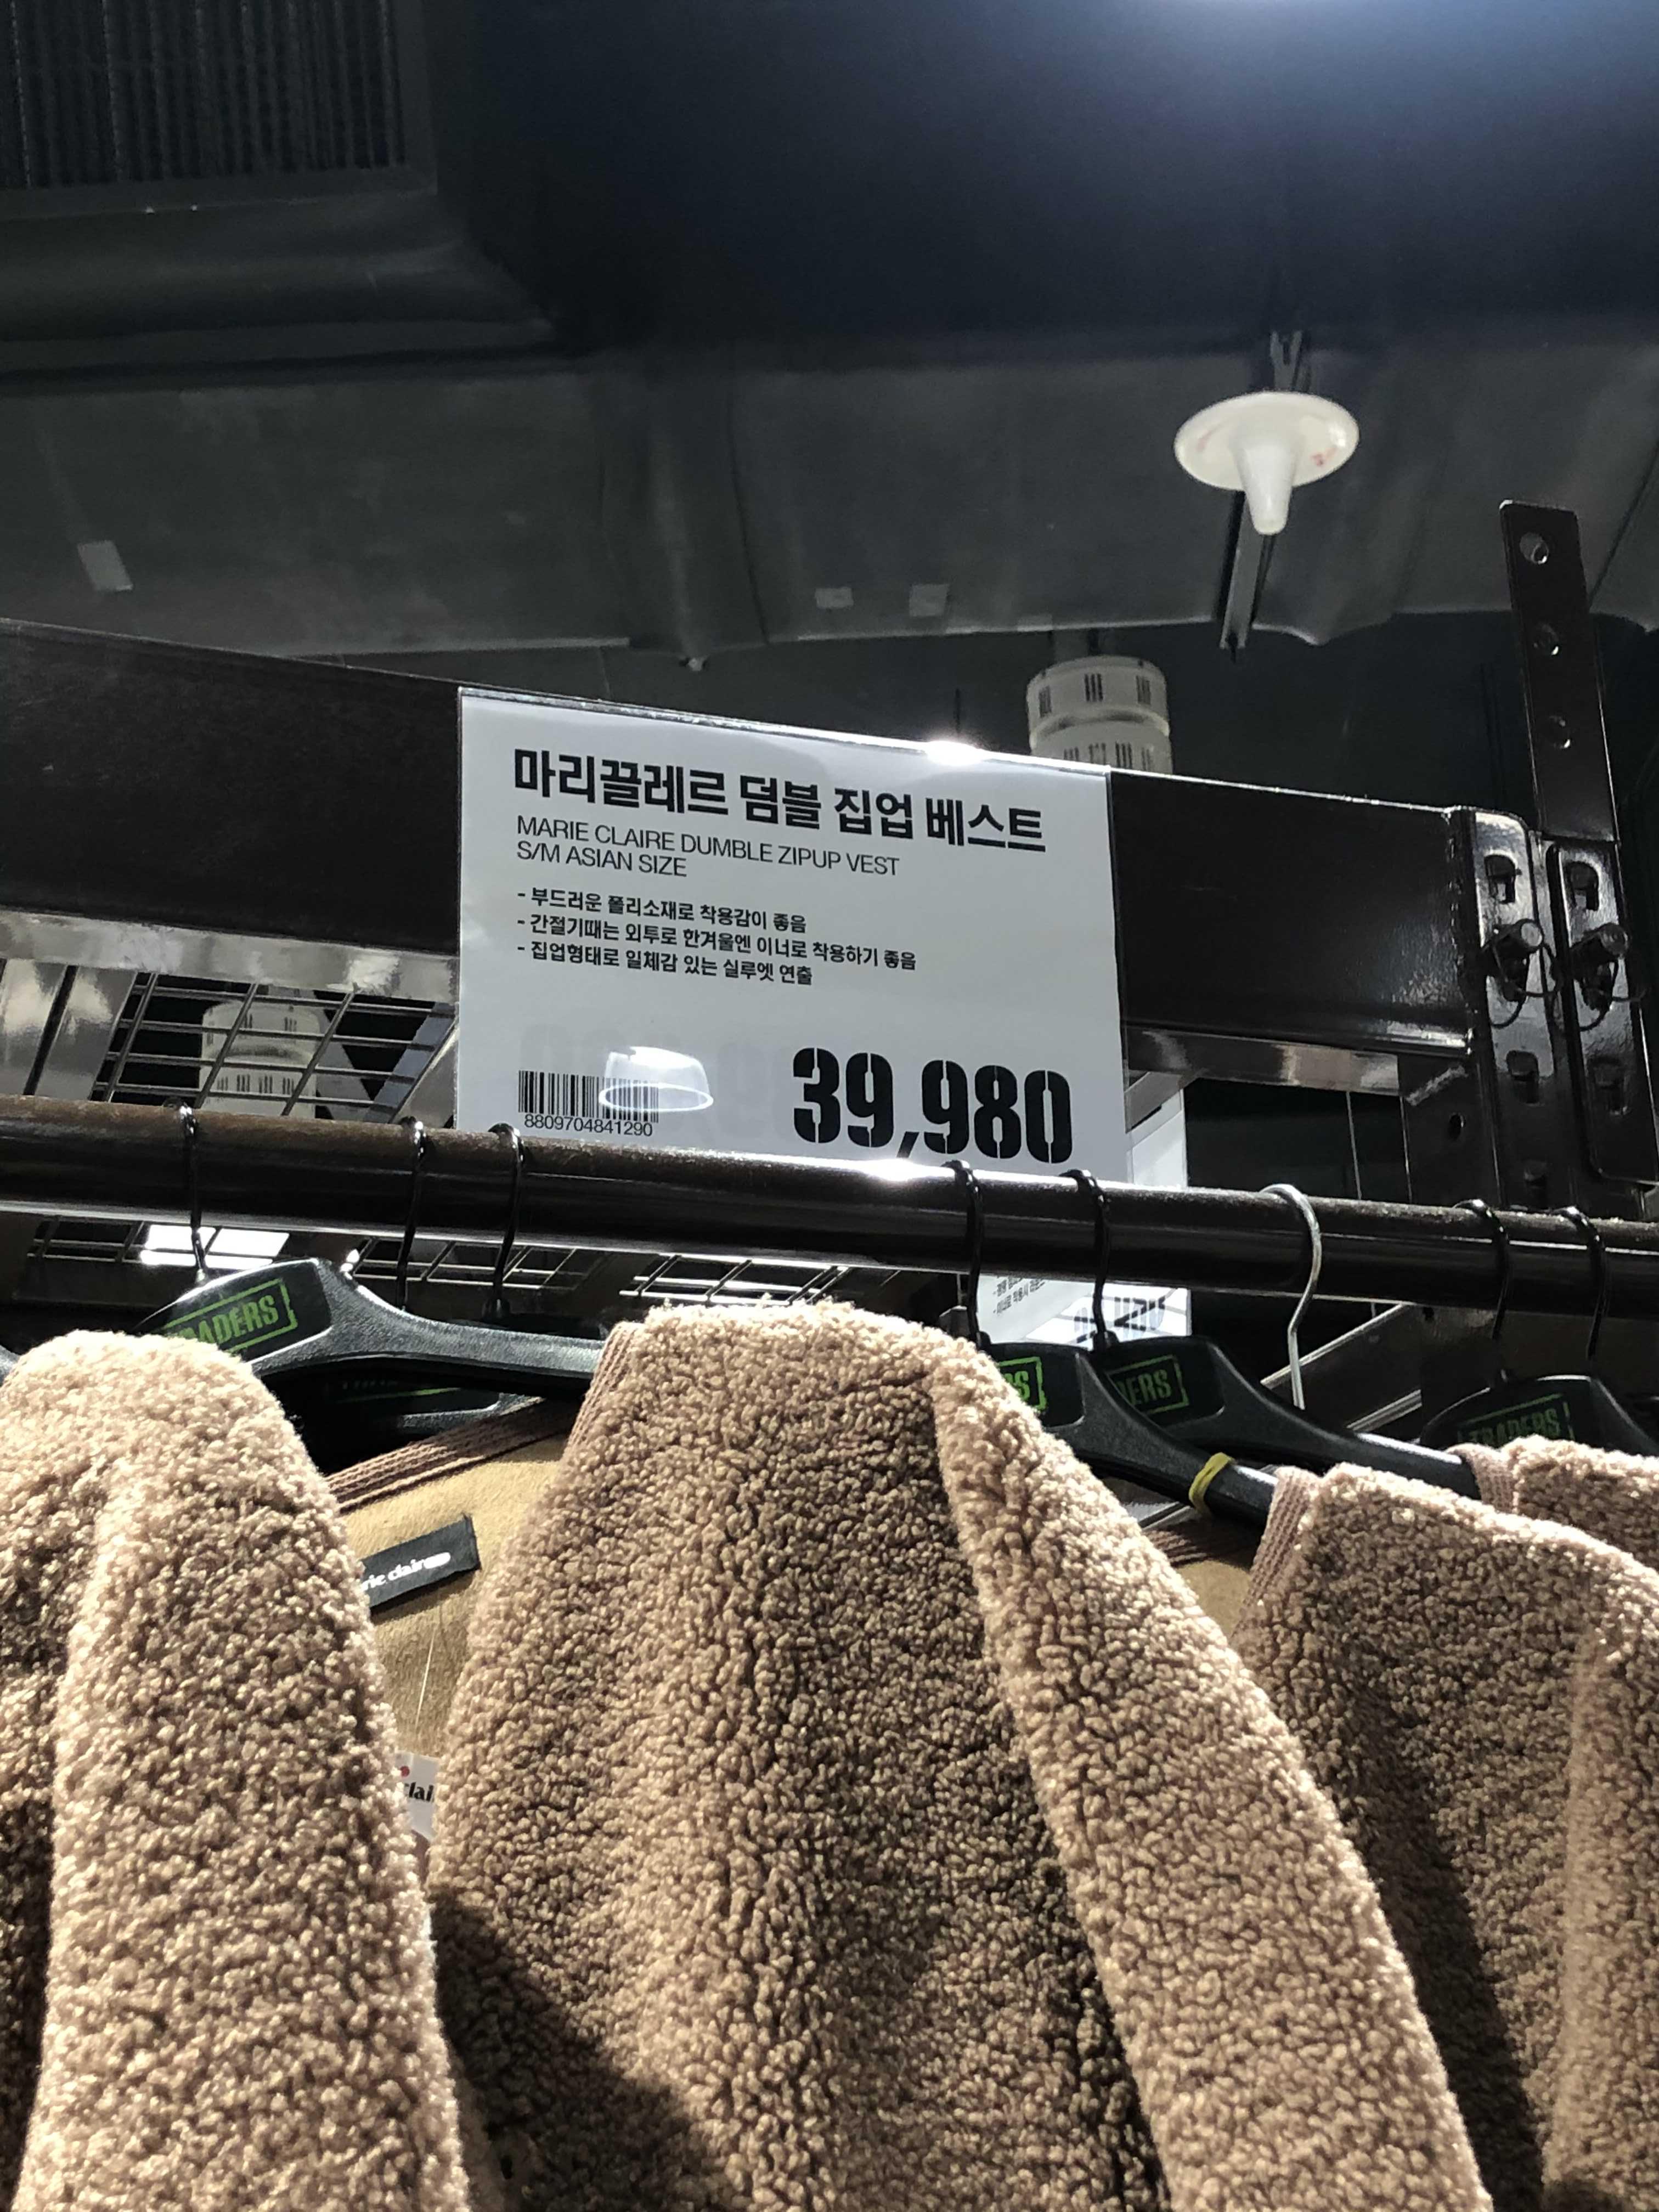 마리끌레르 덤블 집업 베스트
MARIE CLAIRE DUMBLE ZIPUP VEST
S/M ASIAN SIZE
- 부드러운 폴리소재로 착용감이 좋음
- 간절기때는 외투로 한겨울엔 이너로 착용하기 좋음
- 집업형태로 일체감 있는 실루엣 연출
39,980
8809704841290
TRADERS
TRADERS